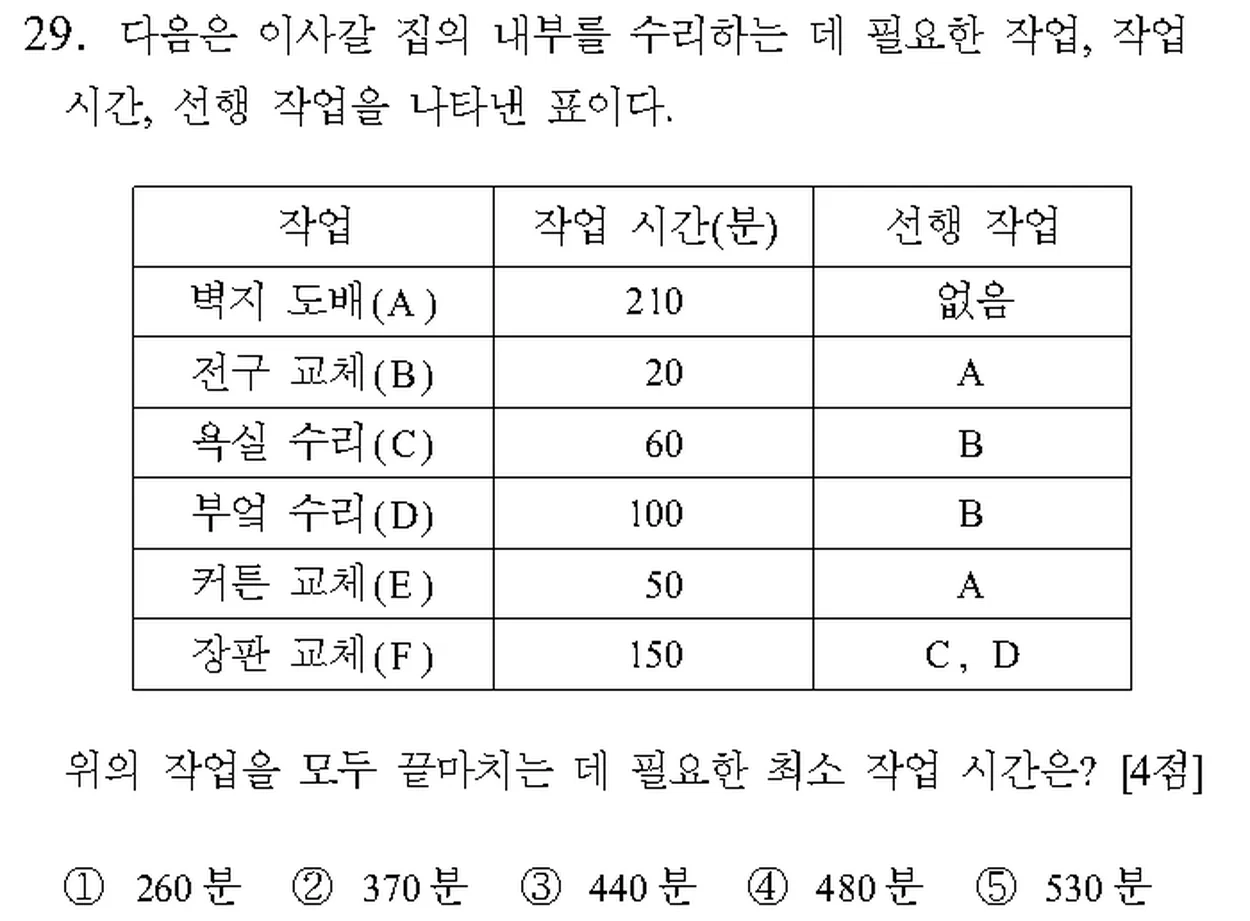 29. 다음은 이사갈 집의 내부를 수리하는 데 필요한 작업, 작업
시간, 선행 작업을 나타낸 표이다.
작업 작업 시간(분) 선행 작업
벽지 도배(A) 210 없음
전구 교체(B) 20 A
욕실 수리(C) 60 B
부엌 수리(D) 100 B
커튼 교체(E) 50 A
장판 교체(F) 150 C, D
위의 작업을 모두 끝마치는 데 필요한 최소 작업 시간은? [4점]
① 260분 ② 370분 ③ 440분 ④ 480분 ⑤ 530분